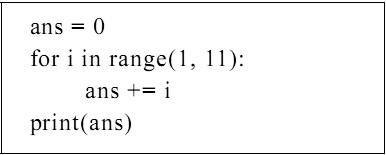 ans = 0
for i in range(1, 11):
    ans += i
print(ans)